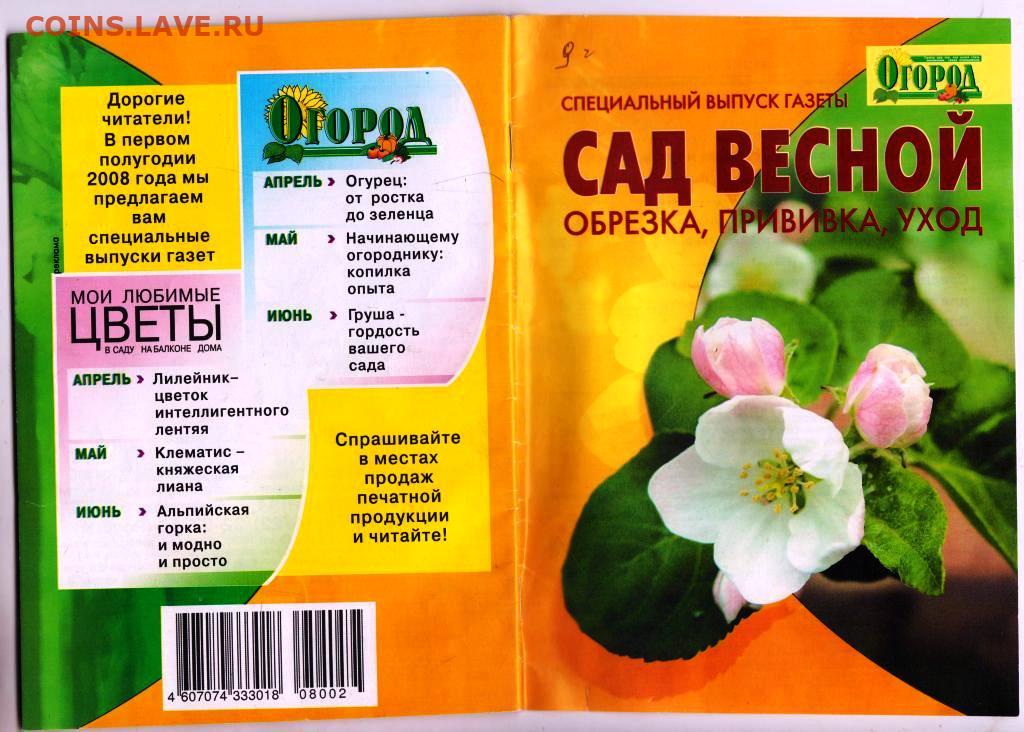 COINS.LAVE.RU
Дорогие
читатели!
В первом
полугодии
2008 года мы
предлагаем
вам
специальные
выпуски газет
реклама
ОГОРОД
АПРЕЛЬ › Огурец:
от ростка
до зеленца
МАЙ › Начинающему
огороднику:
копилка
опыта
ИЮНЬ › Груша -
гордость
вашего
сада
МОИ ЛЮБИМЫЕ
ЦВЕТЫ
В САДУ НА БАЛКОНЕ ДОМА
АПРЕЛЬ › Лилейник–
цветок
интеллигентного
лентяя
МАЙ › Клематис –
княжеская
лиана
ИЮНЬ › Альпийская
горка:
и модно
и просто
Спрашивайте
в местах
продаж
печатной
продукции
и читайте!
4 607074 333018 08002
9 г
ОГОРОД
СПЕЦИАЛЬНЫЙ ВЫПУСК ГАЗЕТЫ
САД ВЕСНОЙ
ОБРЕЗКА, ПРИВИВКА, УХОД